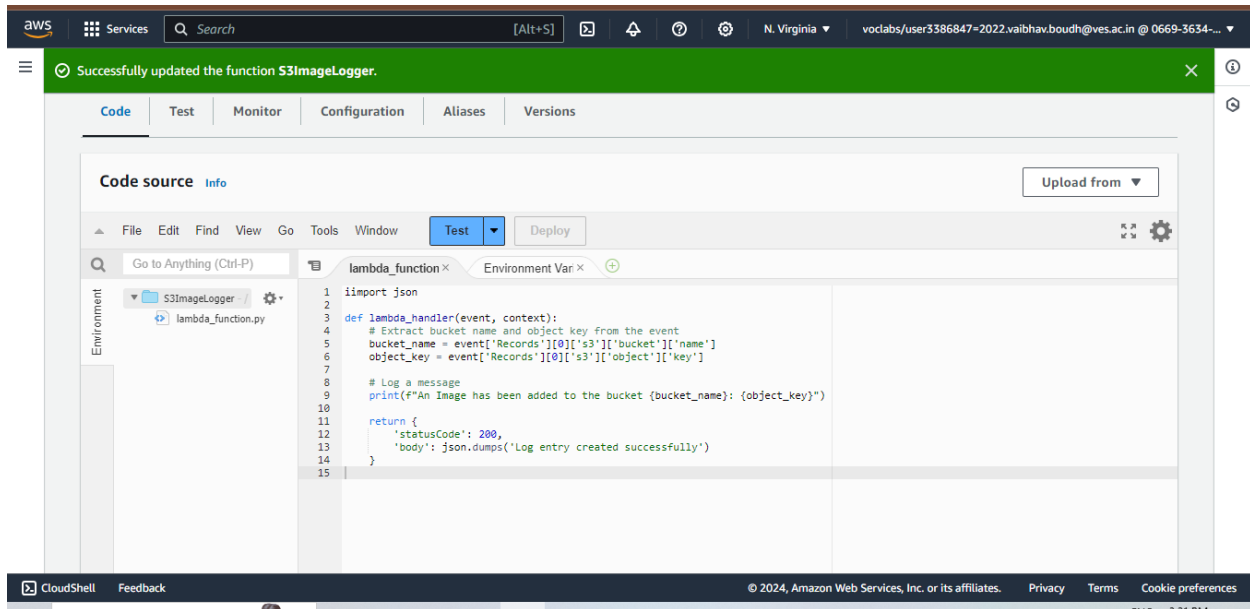 aws
Services
Search
[Alt+S]
N. Virginia ▼
voclabs/user3386847=2022.vaibhav.boudh@ves.ac.in @ 0669-3634-... ▼
Successfully updated the function S3ImageLogger.
Code
Test
Monitor
Configuration
Aliases
Versions
Code source Info
Upload from ▼
File Edit Find View Go Tools Window
Test
Deploy
Go to Anything (Ctrl-P)
lambda_function ×
Environment Var ×
Environment
S3ImageLogger - /
lambda_function.py
1 iimport json
2
3 def lambda_handler(event, context):
4     # Extract bucket name and object key from the event
5     bucket_name = event['Records'][0]['s3']['bucket']['name']
6     object_key = event['Records'][0]['s3']['object']['key']
7
8     # Log a message
9     print(f"An Image has been added to the bucket {bucket_name}: {object_key}")
10
11     return {
12         'statusCode': 200,
13         'body': json.dumps('Log entry created successfully')
14     }
15
CloudShell
Feedback
© 2024, Amazon Web Services, Inc. or its affiliates.
Privacy
Terms
Cookie preferences